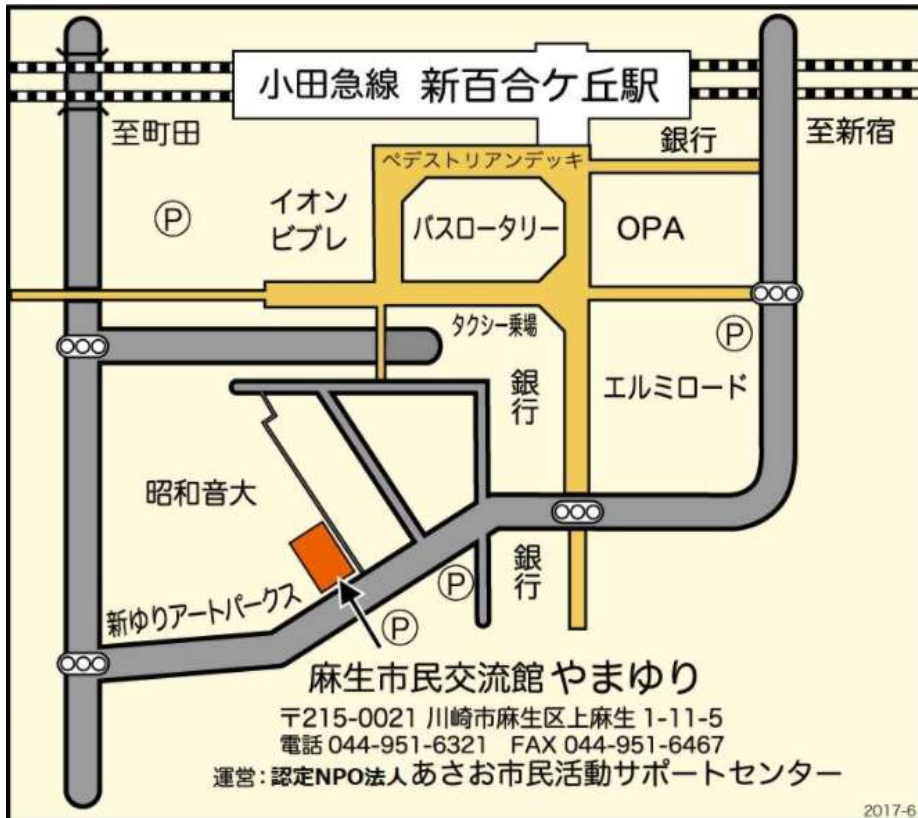 小田急線 新百合ケ丘駅
至町田
銀行
至新宿
ペデストリアンデッキ
P
イオン
ビブレ
バスロータリー
OPA
タクシー乗場
P
銀行
エルミロード
昭和音大
銀行
P
新ゆりアートパークス
P
麻生市民交流館 やまゆり
〒215-0021 川崎市麻生区上麻生 1-11-5
電話 044-951-6321 FAX 044-951-6467
運営：認定NPO法人あさお市民活動サポートセンター
2017-6